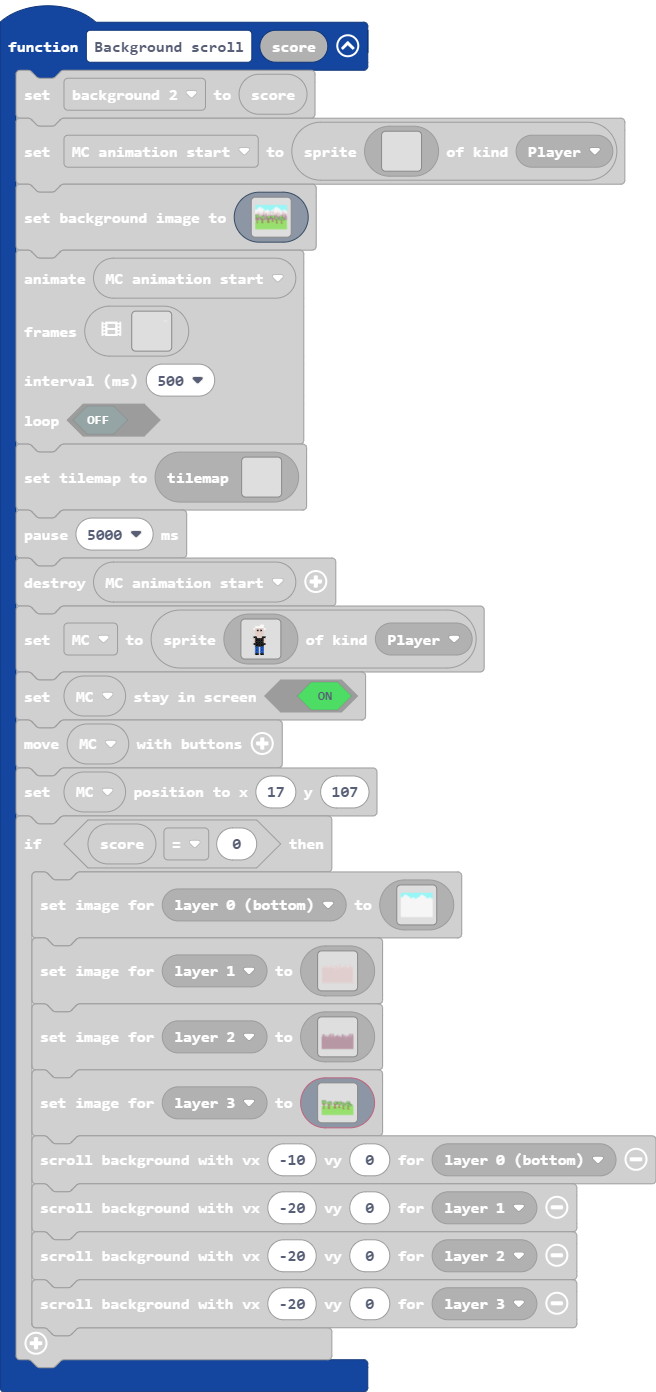 function Background scroll score
set background 2 to score
set MC animation start to sprite of kind Player
set background image to
animate MC animation start
frames
interval (ms) 500
loop OFF
set tilemap to tilemap
pause 5000 ms
destroy MC animation start
set MC to sprite of kind Player
set MC stay in screen ON
move MC with buttons
set MC position to x 17 y 107
if score = 0 then
set image for layer 0 (bottom) to
set image for layer 1 to
set image for layer 2 to
set image for layer 3 to
scroll background with vx -10 vy 0 for layer 0 (bottom)
scroll background with vx -20 vy 0 for layer 1
scroll background with vx -20 vy 0 for layer 2
scroll background with vx -20 vy 0 for layer 3